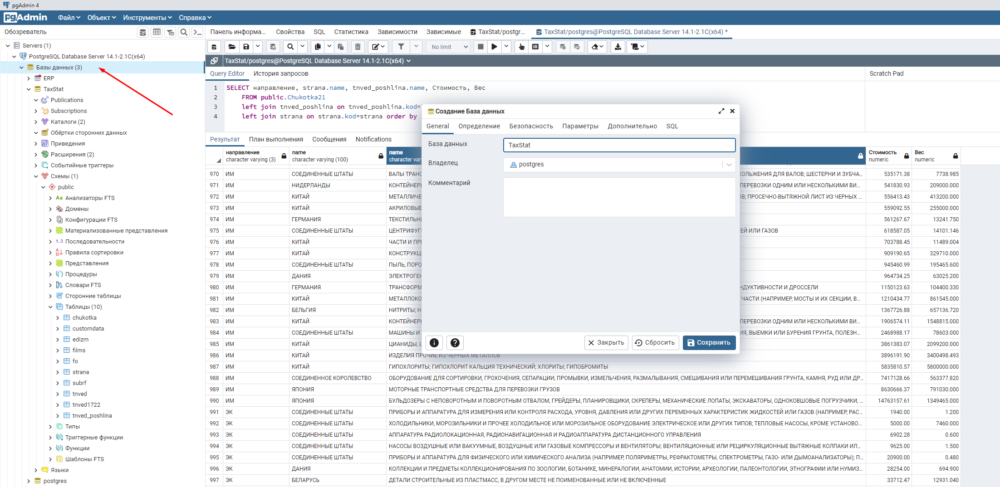 pgAdmin 4
pgAdmin Файл Объект Инструменты Справка
Обозреватель
Servers (1)
PostgreSQL Database Server 14.1-2.1C(x64)
Базы данных (3)
ERP
TaxStat
Publications
Subscriptions
Каталоги (2)
Обёртки сторонних данных
Приведения
Расширения (2)
Событийные триггеры
Схемы (1)
public
Анализаторы FTS
Домены
Конфигурации FTS
Материализованные представления
Последовательности
Правила сортировки
Представления
Процедуры
Словари FTS
Сторонние таблицы
Таблицы (10)
chukotka
customdata
edizm
films
fo
strana
subrf
tnved
tnved1722
tnved_poshlina
Типы
Триггерные функции
Функции
Шаблоны FTS
Языки
postgres
Панель информа... Свойства SQL Статистика Зависимости Зависимые TaxStat/postgr... TaxStat/postgres@PostgreSQL Database Server 14.1-2.1C(x64) *
No limit
TaxStat/postgres@PostgreSQL Database Server 14.1-2.1C(x64)
Query Editor История запросов Scratch Pad
1 SELECT направление, strana.name, tnved_poshlina.name, Стоимость, Вес
2 FROM public.Chukotka21
3 left join tnved_poshlina on tnved_poshlina.kod=
4 left join strana on strana.kod=strana order by
Результат План выполнения Сообщения Notifications
направление name name Стоимость Вес
character varying (3) character varying (100) character var numeric numeric
970 ИМ СОЕДИНЕННЫЕ ШТАТЫ ВАЛЫ ТРАНС ОЛЬЖЕНИЯ ДЛЯ ВАЛОВ; ШЕСТЕРНИ И ЗУБЧА... 535171.38 7738.985
971 ИМ НИДЕРЛАНДЫ КОНТЕЙНЕРЫ ПЕРЕВОЗКИ ОДНИМ ИЛИ НЕСКОЛЬКИМИ ВИ... 541830.93 209000.000
972 ИМ КИТАЙ МЕТАЛЛИЧЕ ОВ; ПРОСЕЧНО-ВЫТЯЖНОЙ ЛИСТ ИЗ ЧЕРНЫХ ... 556413.43 413200.000
973 ИМ КИТАЙ АКРИЛОВЫЕ 559092.55 255000.000
974 ИМ ГЕРМАНИЯ ТЕКСТИЛЬН 561267.67 13241.750
975 ИМ СОЕДИНЕННЫЕ ШТАТЫ ЦЕНТРИФУГ ЕЙ ИЛИ ГАЗОВ 618587.05 14101.146
976 ИМ КИТАЙ ЧАСТИ И ПР 703788.45 11489.004
977 ИМ КИТАЙ КОНСТРУКЦ 909190.65 329710.000
978 ИМ СОЕДИНЕННЫЕ ШТАТЫ ПЫЛЬ, ПОРО 945460.99 195465.600
979 ИМ ДАНИЯ ЭЛЕКТРОГЕН 964734.25 63025.200
980 ИМ ГЕРМАНИЯ ТРАНСФОРМ НДУКТИВНОСТИ И ДРОССЕЛИ 1150123.63 104400.330
981 ИМ КИТАЙ МЕТАЛЛОКО ЧАСТИ (НАПРИМЕР, МОСТЫ И ИХ СЕКЦИИ, В... 1210434.77 861545.000
982 ИМ БЕЛЬГИЯ НИТРИТЫ; Н 1367726.88 657136.720
983 ИМ КИТАЙ КОНТЕЙНЕРЫ ПЕРЕВОЗКИ ОДНИМ ИЛИ НЕСКОЛЬКИМИ ВИ... 1906574.11 1548815.000
984 ИМ СОЕДИНЕННЫЕ ШТАТЫ МАШИНЫ И ИЯ, ВЫЕМКИ ИЛИ БУРЕНИЯ ГРУНТА, ПОЛЕЗН... 2468988.17 78603.000
985 ИМ КИТАЙ ЦИАНИДЫ, 3861383.07 2099200.000
986 ИМ КИТАЙ ИЗДЕЛИЯ ПРОЧИЕ ИЗ ЧЕРНЫХ МЕТАЛЛОВ 3896191.90 3400498.493
987 ИМ КИТАЙ ГИПОХЛОРИТЫ; ГИПОХЛОРИТ КАЛЬЦИЯ ТЕХНИЧЕСКИЙ; ХЛОРИТЫ; ГИПОБРОМИТЫ 5835810.57 5800000.000
988 ИМ СОЕДИНЕННОЕ КОРОЛЕВСТВО ОБОРУДОВАНИЕ ДЛЯ СОРТИРОВКИ, ГРОХОЧЕНИЯ, СЕПАРАЦИИ, ПРОМЫВКИ, ИЗМЕЛЬЧЕНИЯ, РАЗМАЛЫВАНИЯ, СМЕШИВАНИЯ ИЛИ ПЕРЕМЕШИВАНИЯ ГРУНТА, КАМНЯ, РУД ИЛИ ДР... 7417128.66 563377.820
989 ИМ ЯПОНИЯ МОТОРНЫЕ ТРАНСПОРТНЫЕ СРЕДСТВА ДЛЯ ПЕРЕВОЗКИ ГРУЗОВ 8630666.37 791030.000
990 ИМ ЯПОНИЯ БУЛЬДОЗЕРЫ С НЕПОВОРОТНЫМ И ПОВОРОТНЫМ ОТВАЛОМ, ГРЕЙДЕРЫ, ПЛАНИРОВЩИКИ, СКРЕПЕРЫ, МЕХАНИЧЕСКИЕ ЛОПАТЫ, ЭКСКАВАТОРЫ, ОДНОКОВШОВЫЕ ПОГРУЗЧИКИ, ... 14763157.61 1349465.000
991 ЭК СОЕДИНЕННЫЕ ШТАТЫ ПРИБОРЫ И АППАРАТУРА ДЛЯ ИЗМЕРЕНИЯ ИЛИ КОНТРОЛЯ РАСХОДА, УРОВНЯ, ДАВЛЕНИЯ ИЛИ ДРУГИХ ПЕРЕМЕННЫХ ХАРАКТЕРИСТИК ЖИДКОСТЕЙ ИЛИ ГАЗОВ (НАПРИМЕР, РАС... 1940.00 1.200
992 ЭК СОЕДИНЕННЫЕ ШТАТЫ ХОЛОДИЛЬНИКИ, МОРОЗИЛЬНИКИ И ПРОЧЕЕ ХОЛОДИЛЬНОЕ ИЛИ МОРОЗИЛЬНОЕ ОБОРУДОВАНИЕ ЭЛЕКТРИЧЕСКОЕ ИЛИ ДРУГИХ ТИПОВ; ТЕПЛОВЫЕ НАСОСЫ, КРОМЕ УСТАНОВО... 5000.00 7460.000
993 ЭК СОЕДИНЕННЫЕ ШТАТЫ АППАРАТУРА РАДИОЛОКАЦИОННАЯ, РАДИОНАВИГАЦИОННАЯ И РАДИОАППАРАТУРА ДИСТАНЦИОННОГО УПРАВЛЕНИЯ 6902.28 0.600
994 ЭК СОЕДИНЕННЫЕ ШТАТЫ НАСОСЫ ВОЗДУШНЫЕ ИЛИ ВАКУУМНЫЕ, ВОЗДУШНЫЕ ИЛИ ГАЗОВЫЕ КОМПРЕССОРЫ И ВЕНТИЛЯТОРЫ; ВЕНТИЛЯЦИОННЫЕ ИЛИ РЕЦИРКУЛЯЦИОННЫЕ ВЫТЯЖНЫЕ КОЛПАКИ ИЛ... 9625.00 1.500
995 ЭК СОЕДИНЕННЫЕ ШТАТЫ ПРИБОРЫ И АППАРАТУРА ДЛЯ ФИЗИЧЕСКОГО ИЛИ ХИМИЧЕСКОГО АНАЛИЗА (НАПРИМЕР, ПОЛЯРИМЕТРЫ, РЕФРАКТОМЕТРЫ, СПЕКТРОМЕТРЫ, ГАЗО- ИЛИ ДЫМОАНАЛИЗАТОРЫ); П... 20900.00 0.480
996 ЭК ДАНИЯ КОЛЛЕКЦИИ И ПРЕДМЕТЫ КОЛЛЕКЦИОНИРОВАНИЯ ПО ЗООЛОГИИ, БОТАНИКЕ, МИНЕРАЛОГИИ, АНАТОМИИ, ИСТОРИИ, АРХЕОЛОГИИ, ПАЛЕОНТОЛОГИИ, ЭТНОГРАФИИ ИЛИ НУМИЗ... 28254.00 694.900
997 ЭК БЕЛАРУСЬ ДЕТАЛИ СТРОИТЕЛЬНЫЕ ИЗ ПЛАСТМАСС, В ДРУГОМ МЕСТЕ НЕ ПОИМЕНОВАННЫЕ ИЛИ НЕ ВКЛЮЧЕННЫЕ 33712.47 12931.040
Создание База данных
General Определение Безопасность Параметры Дополнительно SQL
База данных TaxStat
Владелец postgres
Комментарий
Закрыть Сбросить Сохранить